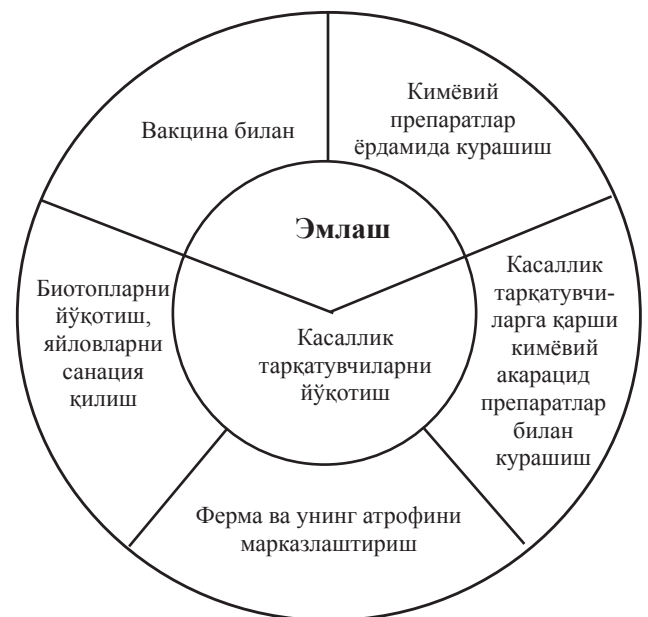 Вакцина билан
Кимёвий
препаратлар
ёрдамида курашиш
Эмлаш
Биотопларни
йўқотиш,
яйловларни
санация
қилиш
Касаллик
тарқатувчиларни
йўқотиш
Касаллик
тарқатувчи-
ларга қарши
кимёвий
акарацид
препаратлар
билан
курашиш
Ферма ва унинг атрофини
марказлаштириш